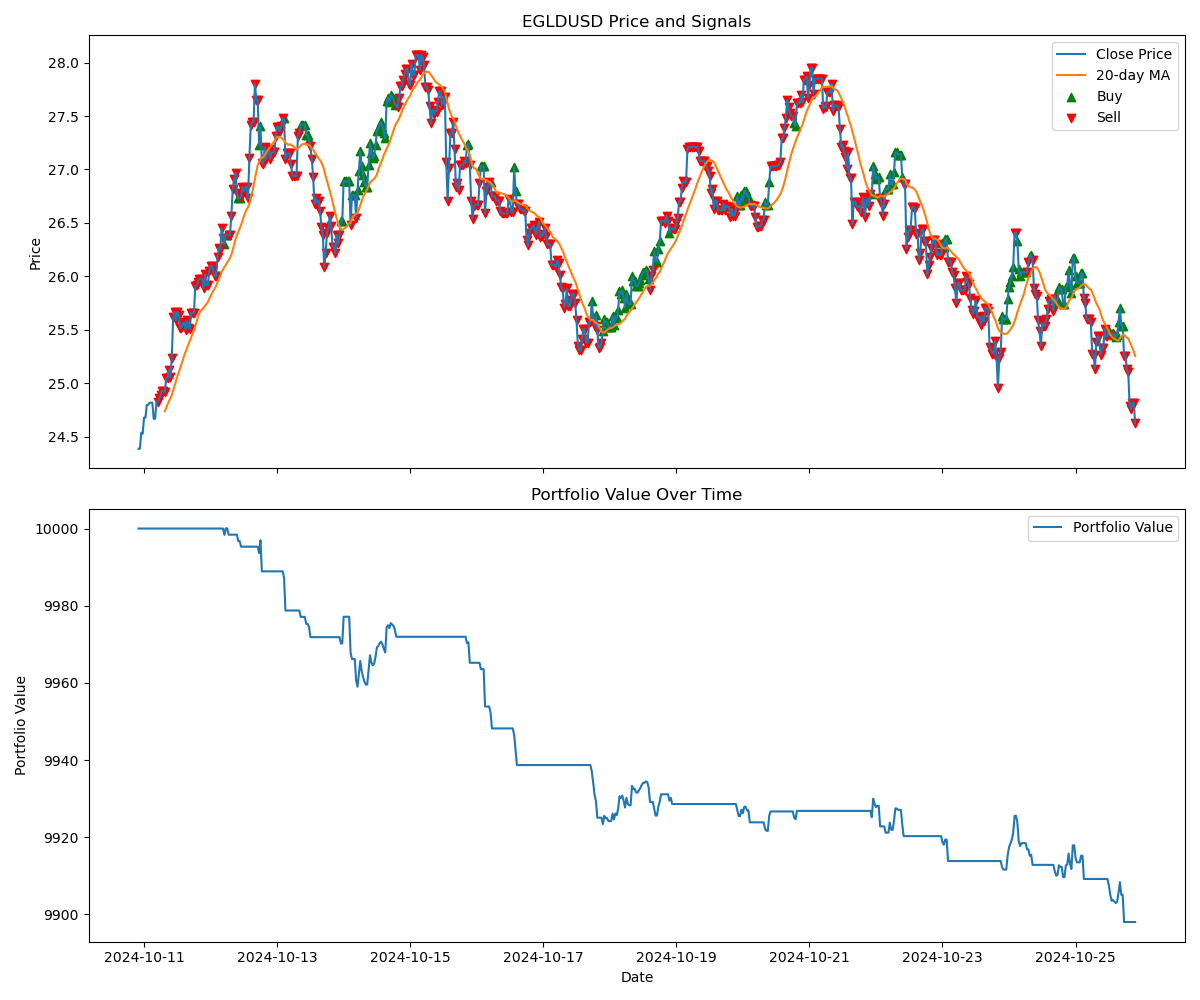 EGLDUSD Price and Signals
28.0
27.5
27.0
26.5
26.0
25.5
25.0
24.5
Price
Close Price
20-day MA
Buy
Sell
Portfolio Value Over Time
10000
9980
9960
9940
9920
9900
Portfolio Value
Portfolio Value
2024-10-11 2024-10-13 2024-10-15 2024-10-17 2024-10-19 2024-10-21 2024-10-23 2024-10-25
Date